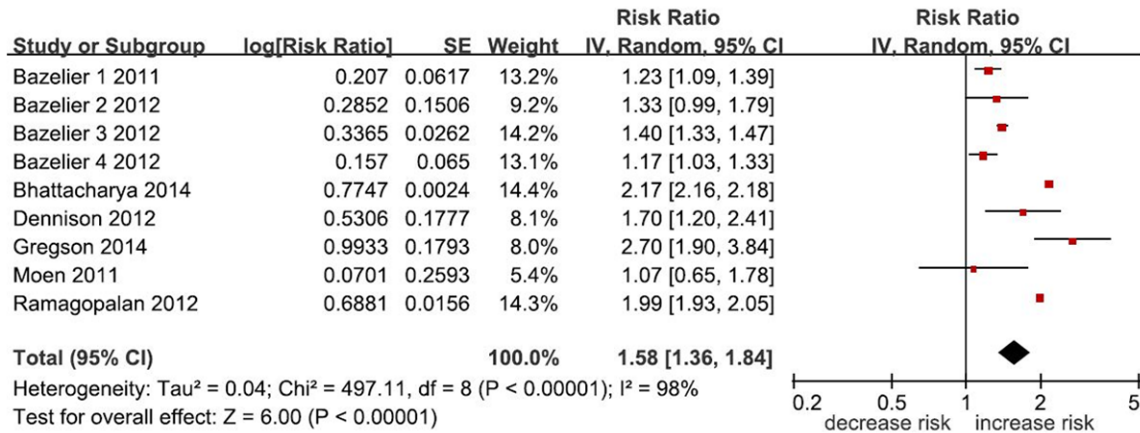 Risk Ratio Risk Ratio
Study or Subgroup log[Risk Ratio] SE Weight IV, Random, 95% CI IV, Random, 95% CI
Bazelier 1 2011 0.207 0.0617 13.2% 1.23 [1.09, 1.39]
Bazelier 2 2012 0.2852 0.1506 9.2% 1.33 [0.99, 1.79]
Bazelier 3 2012 0.3365 0.0262 14.2% 1.40 [1.33, 1.47]
Bazelier 4 2012 0.157 0.065 13.1% 1.17 [1.03, 1.33]
Bhattacharya 2014 0.7747 0.0024 14.4% 2.17 [2.16, 2.18]
Dennison 2012 0.5306 0.1777 8.1% 1.70 [1.20, 2.41]
Gregson 2014 0.9933 0.1793 8.0% 2.70 [1.90, 3.84]
Moen 2011 0.0701 0.2593 5.4% 1.07 [0.65, 1.78]
Ramagopalan 2012 0.6881 0.0156 14.3% 1.99 [1.93, 2.05]
Total (95% CI) 100.0% 1.58 [1.36, 1.84]
Heterogeneity: Tau² = 0.04; Chi² = 497.11, df = 8 (P < 0.00001); I² = 98%
Test for overall effect: Z = 6.00 (P < 0.00001)
0.2 0.5 1 2 5
decrease risk increase risk